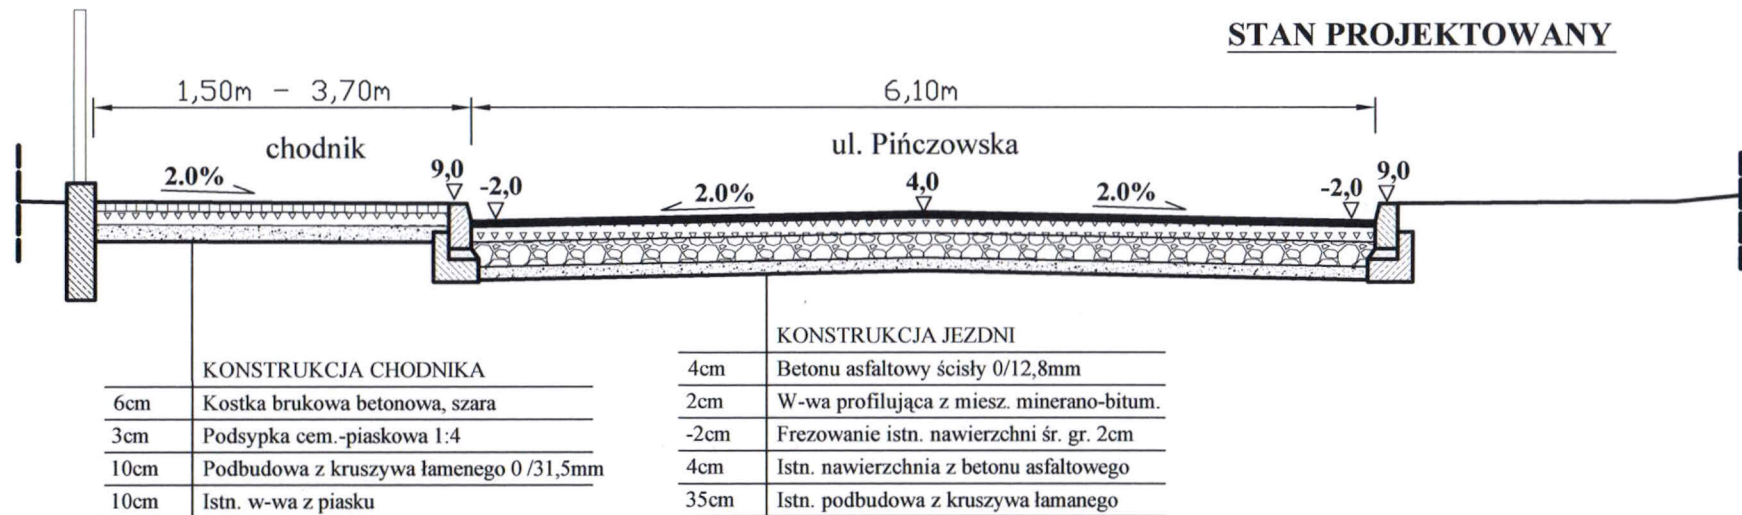 STAN PROJEKTOWANY
1,50m - 3,70m
6,10m
chodnik
ul. Pińczowska
2.0%
9,0
-2,0
2.0%
4,0
2.0%
-2,0
9,0
KONSTRUKCJA CHODNIKA
6cm Kostka brukowa betonowa, szara
3cm Podsypka cem.-piaskowa 1:4
10cm Podbudowa z kruszywa łamenego 0 /31,5mm
10cm Istn. w-wa z piasku
KONSTRUKCJA JEZDNI
4cm Betonu asfaltowy ścisły 0/12,8mm
2cm W-wa profilująca z miesz. minerano-bitum.
-2cm Frezowanie istn. nawierzchni śr. gr. 2cm
4cm Istn. nawierzchnia z betonu asfaltowego
35cm Istn. podbudowa z kruszywa łamanego